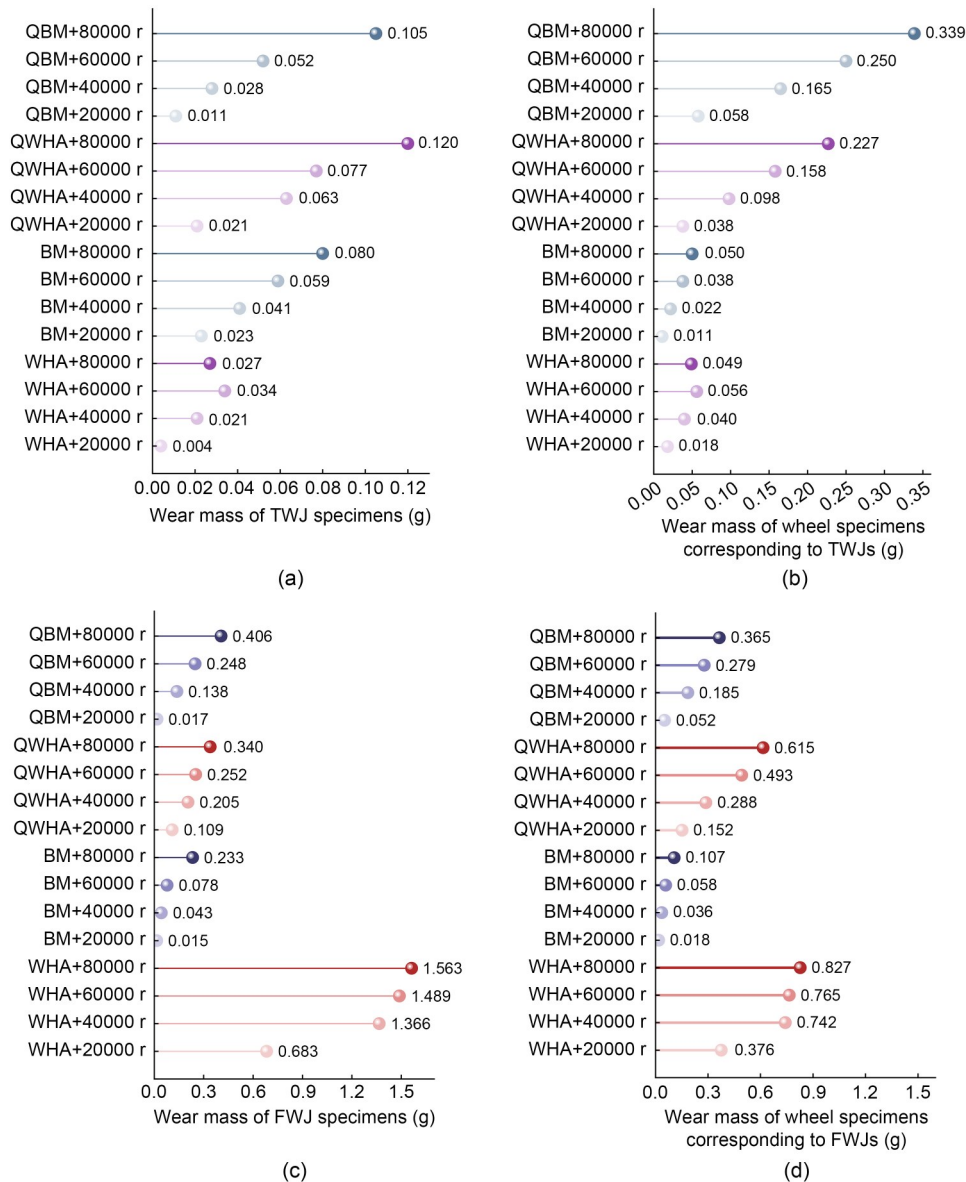 QBM+80000 r 0.105
QBM+60000 r 0.052
QBM+40000 r 0.028
QBM+20000 r 0.011
QWHA+80000 r 0.120
QWHA+60000 r 0.077
QWHA+40000 r 0.063
QWHA+20000 r 0.021
BM+80000 r 0.080
BM+60000 r 0.059
BM+40000 r 0.041
BM+20000 r 0.023
WHA+80000 r 0.027
WHA+60000 r 0.034
WHA+40000 r 0.021
WHA+20000 r 0.004
0.00 0.02 0.04 0.06 0.08 0.10 0.12
Wear mass of TWJ specimens (g)
(a)
QBM+80000 r 0.339
QBM+60000 r 0.250
QBM+40000 r 0.165
QBM+20000 r 0.058
QWHA+80000 r 0.227
QWHA+60000 r 0.158
QWHA+40000 r 0.098
QWHA+20000 r 0.038
BM+80000 r 0.050
BM+60000 r 0.038
BM+40000 r 0.022
BM+20000 r 0.011
WHA+80000 r 0.049
WHA+60000 r 0.056
WHA+40000 r 0.040
WHA+20000 r 0.018
0.00 0.05 0.10 0.15 0.20 0.25 0.30 0.35
Wear mass of wheel specimens
corresponding to TWJs (g)
(b)
QBM+80000 r 0.406
QBM+60000 r 0.248
QBM+40000 r 0.138
QBM+20000 r 0.017
QWHA+80000 r 0.340
QWHA+60000 r 0.252
QWHA+40000 r 0.205
QWHA+20000 r 0.109
BM+80000 r 0.233
BM+60000 r 0.078
BM+40000 r 0.043
BM+20000 r 0.015
WHA+80000 r 1.563
WHA+60000 r 1.489
WHA+40000 r 1.366
WHA+20000 r 0.683
0.0 0.3 0.6 0.9 1.2 1.5
Wear mass of FWJ specimens (g)
(c)
QBM+80000 r 0.365
QBM+60000 r 0.279
QBM+40000 r 0.185
QBM+20000 r 0.052
QWHA+80000 r 0.615
QWHA+60000 r 0.493
QWHA+40000 r 0.288
QWHA+20000 r 0.152
BM+80000 r 0.107
BM+60000 r 0.058
BM+40000 r 0.036
BM+20000 r 0.018
WHA+80000 r 0.827
WHA+60000 r 0.765
WHA+40000 r 0.742
WHA+20000 r 0.376
0.0 0.3 0.6 0.9 1.2 1.5
Wear mass of wheel specimens
corresponding to FWJs (g)
(d)